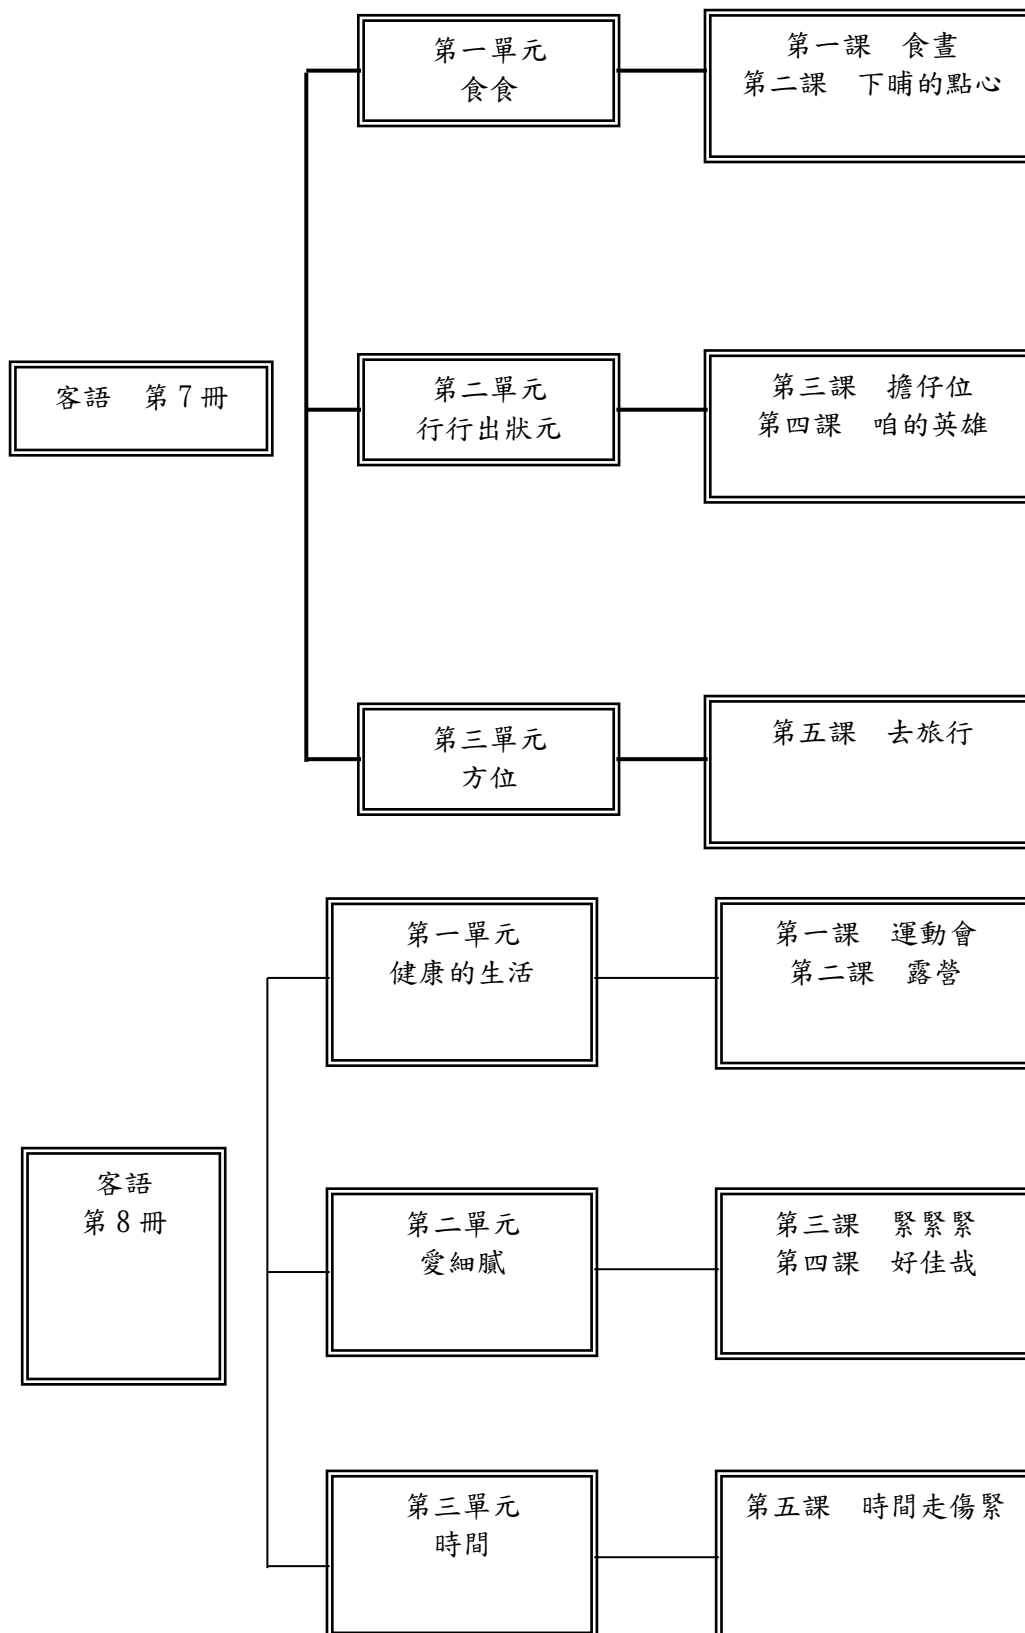 客語　第7冊
第一單元
食食
第一課　食晝
第二課　下晡的點心
第二單元
行行出狀元
第三課　擔仔位
第四課　咱的英雄
第三單元
方位
第五課　去旅行
客語
第8冊
第一單元
健康的生活
第一課　運動會
第二課　露營
第二單元
愛細膩
第三課　緊緊緊
第四課　好佳哉
第三單元
時間
第五課　時間走傷緊